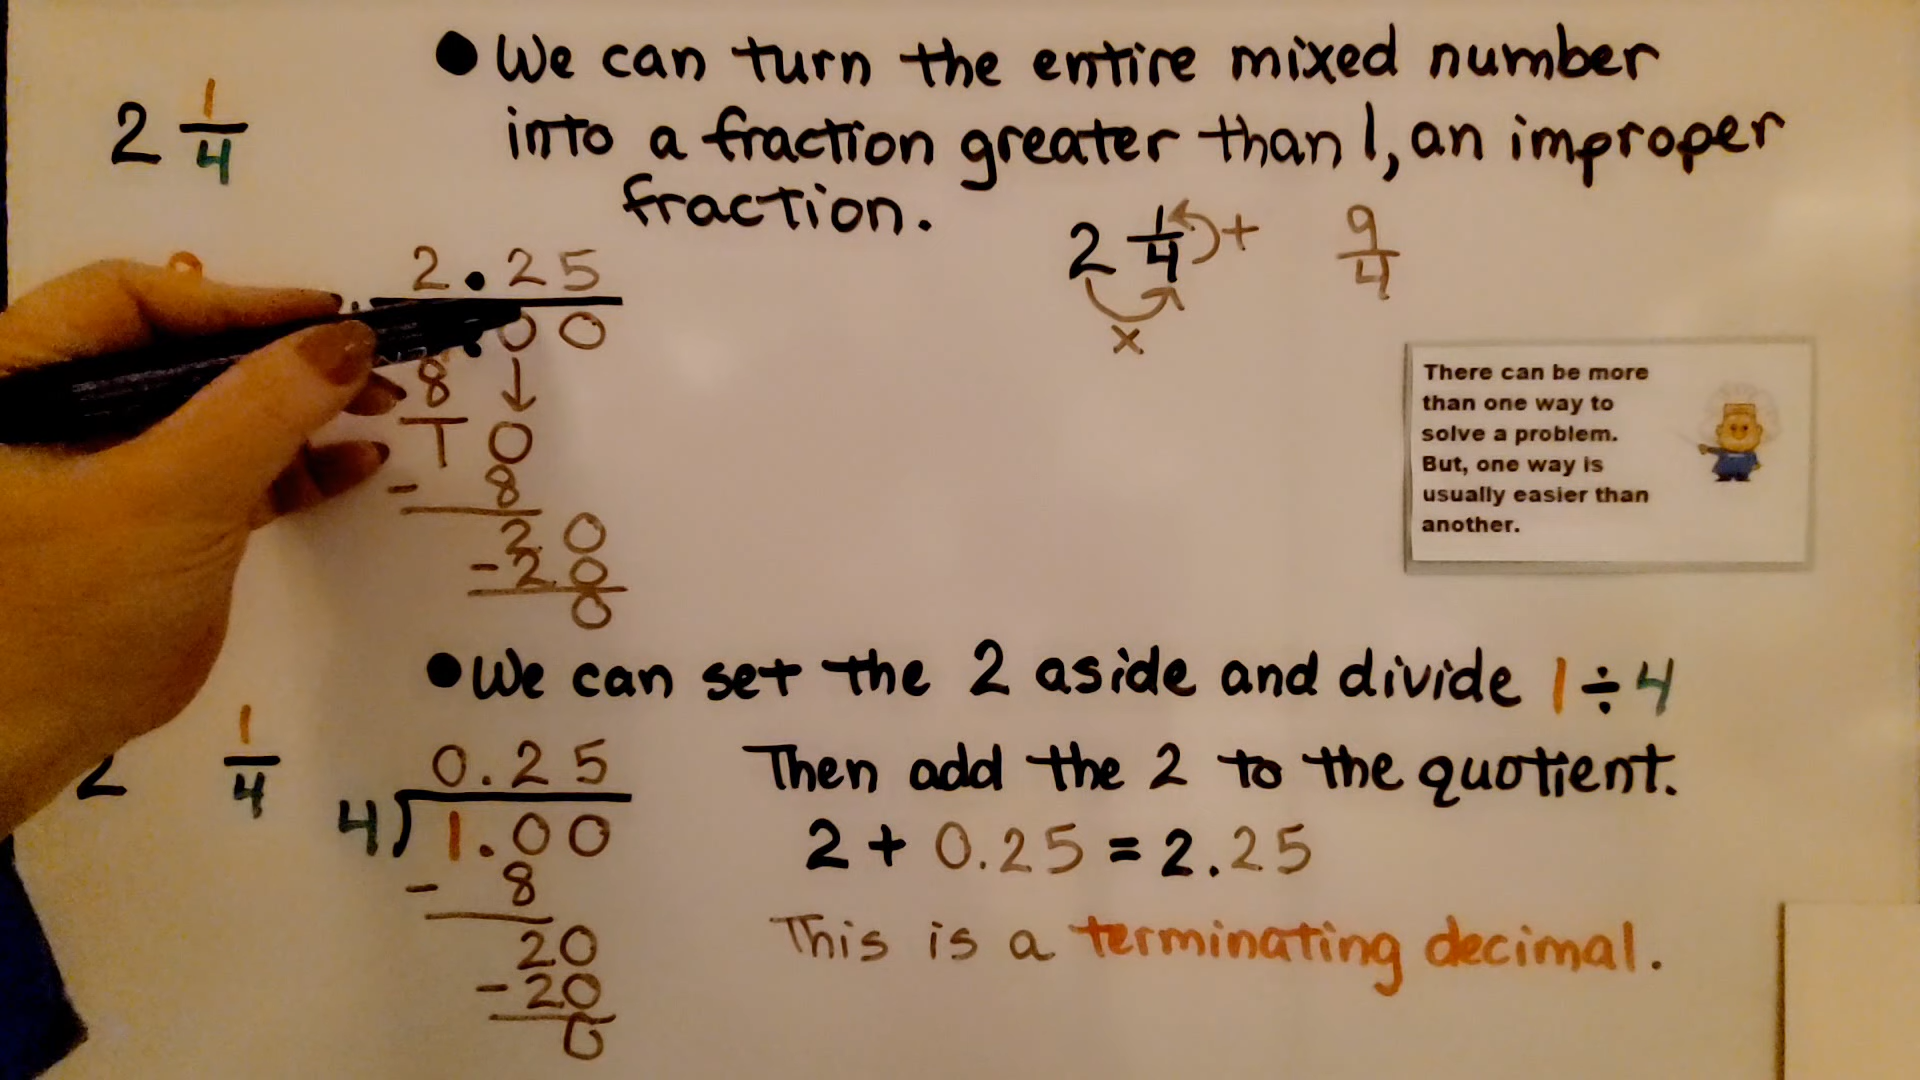 ● We can turn the entire mixed number
into a fraction greater than 1, an improper
fraction.
2 1/4
2 1/4 +
×
9/4
2.25
.00
8
10
- 8
20
- 20
0
There can be more
than one way to
solve a problem.
But, one way is
usually easier than
another.
● We can set the 2 aside and divide 1 ÷ 4
Then add the 2 to the quotient.
2 1/4
0.25
4)1.00
- 8
20
- 20
0
2 + 0.25 = 2.25
This is a terminating decimal.